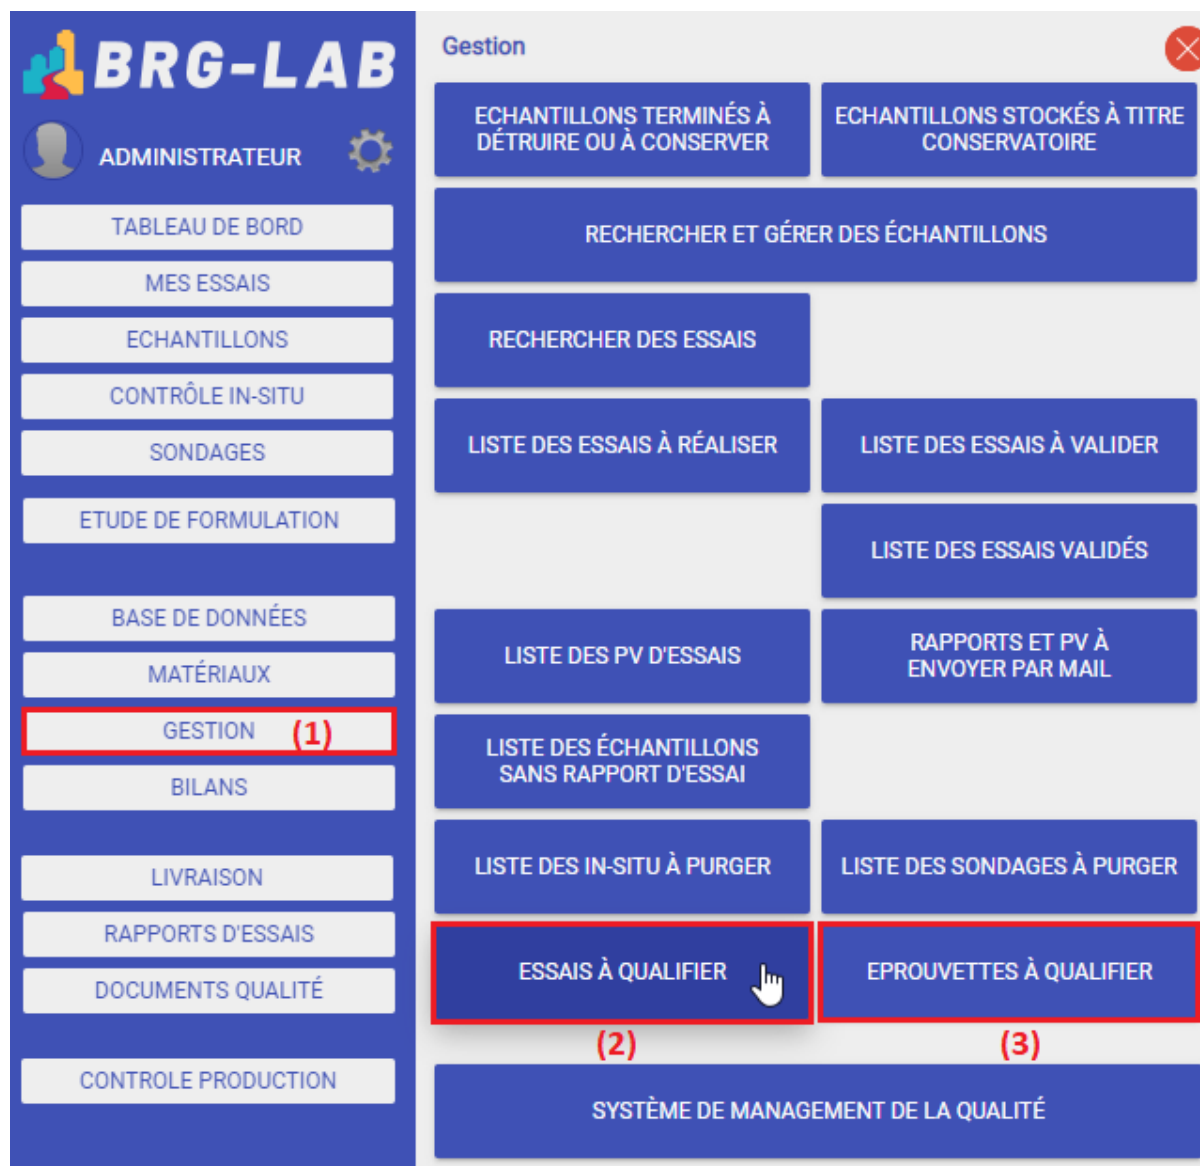 BRG-LAB
ADMINISTRATEUR
TABLEAU DE BORD
MES ESSAIS
ECHANTILLONS
CONTRÔLE IN-SITU
SONDAGES
ETUDE DE FORMULATION
BASE DE DONNÉES
MATÉRIAUX
GESTION (1)
BILANS
LIVRAISON
RAPPORTS D'ESSAIS
DOCUMENTS QUALITÉ
CONTROLE PRODUCTION
Gestion
ECHANTILLONS TERMINÉS À
DÉTRUIRE OU À CONSERVER
ECHANTILLONS STOCKÉS À TITRE
CONSERVATOIRE
RECHERCHER ET GÉRER DES ÉCHANTILLONS
RECHERCHER DES ESSAIS
LISTE DES ESSAIS À RÉALISER
LISTE DES ESSAIS À VALIDER
LISTE DES ESSAIS VALIDÉS
LISTE DES PV D'ESSAIS
RAPPORTS ET PV À
ENVOYER PAR MAIL
LISTE DES ÉCHANTILLONS
SANS RAPPORT D'ESSAI
LISTE DES IN-SITU À PURGER
LISTE DES SONDAGES À PURGER
ESSAIS À QUALIFIER
(2)
EPROUVETTES À QUALIFIER
(3)
SYSTÈME DE MANAGEMENT DE LA QUALITÉ